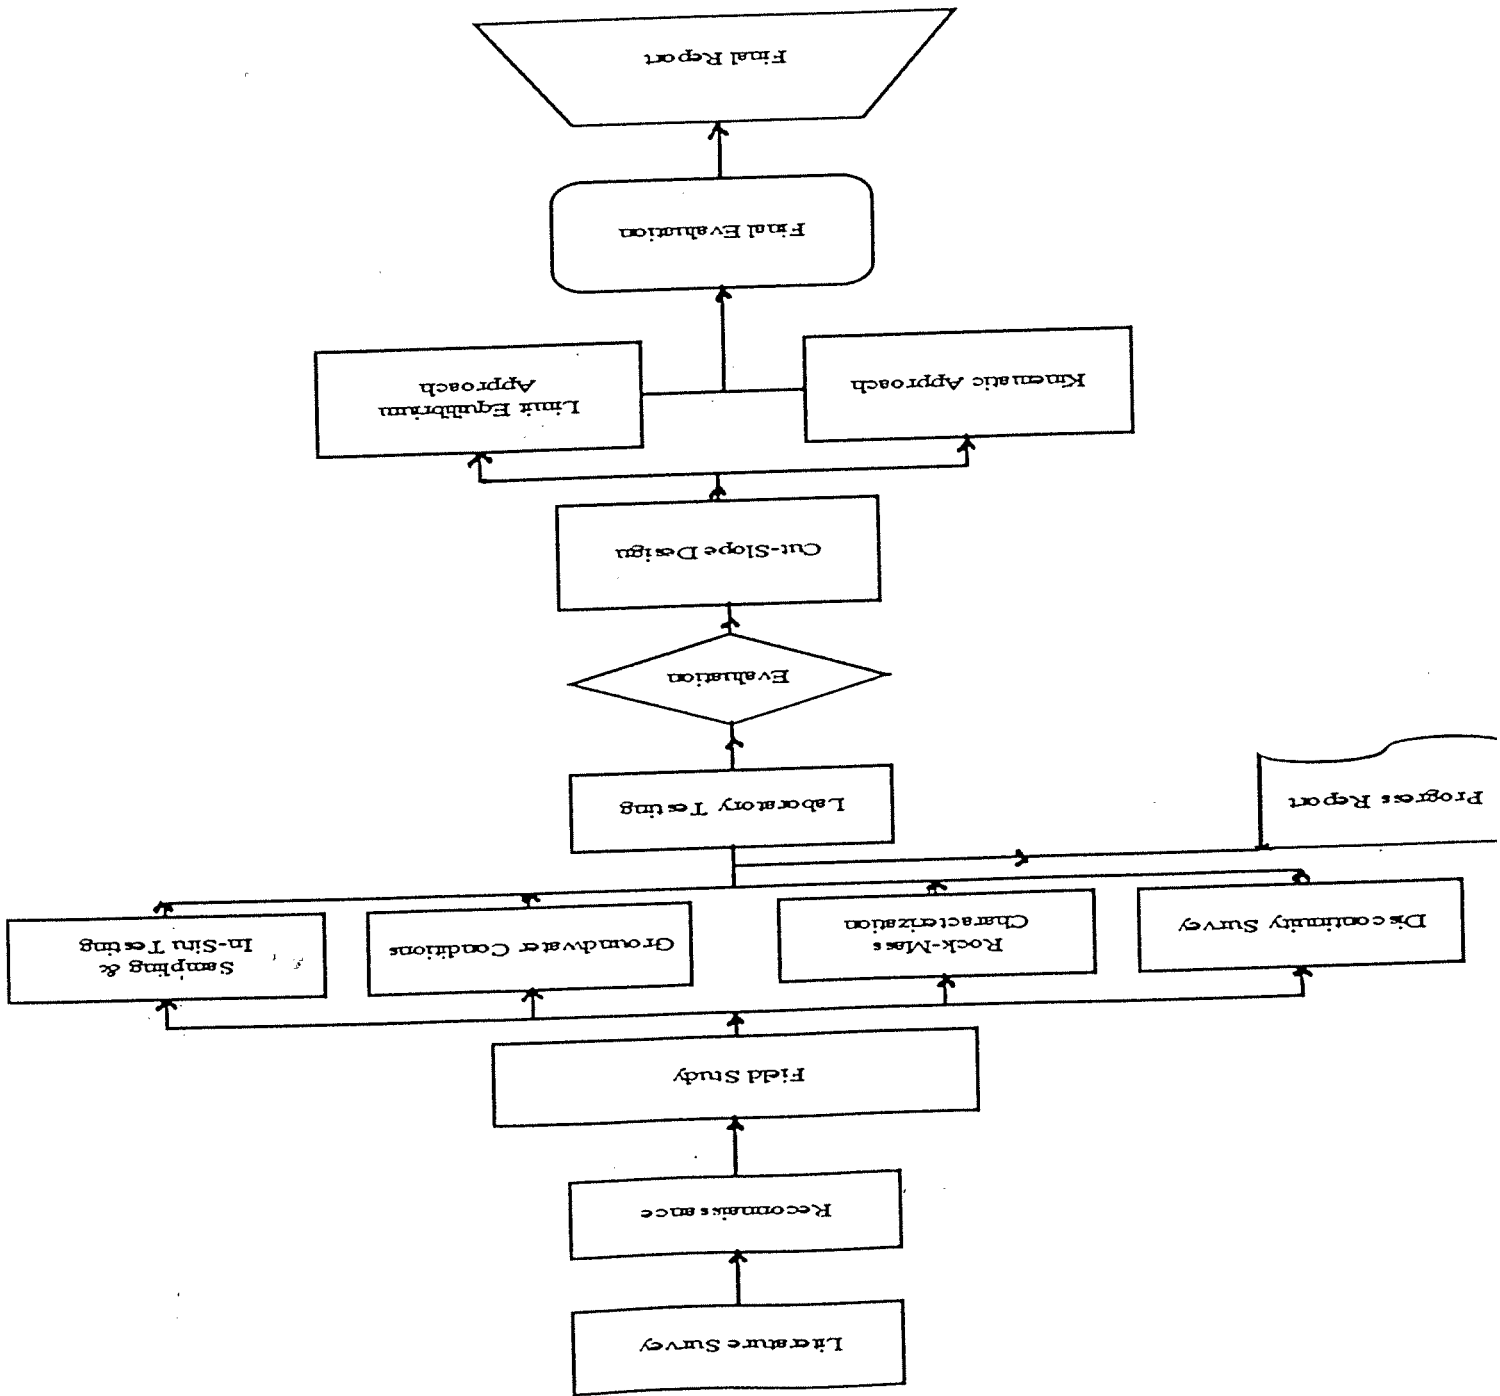 Literature Survey
Reconnaissance
Field Study
Discontinuity Survey
Rock-Mass
Characterization
Groundwater Conditions
Sampling &
In-Situ Testing
Progress Report
Laboratory Testing
Evaluation
Cut-Slope Design
Kinematic Approach
Limit Equilibrium
Approach
Final Evaluation
Final Report